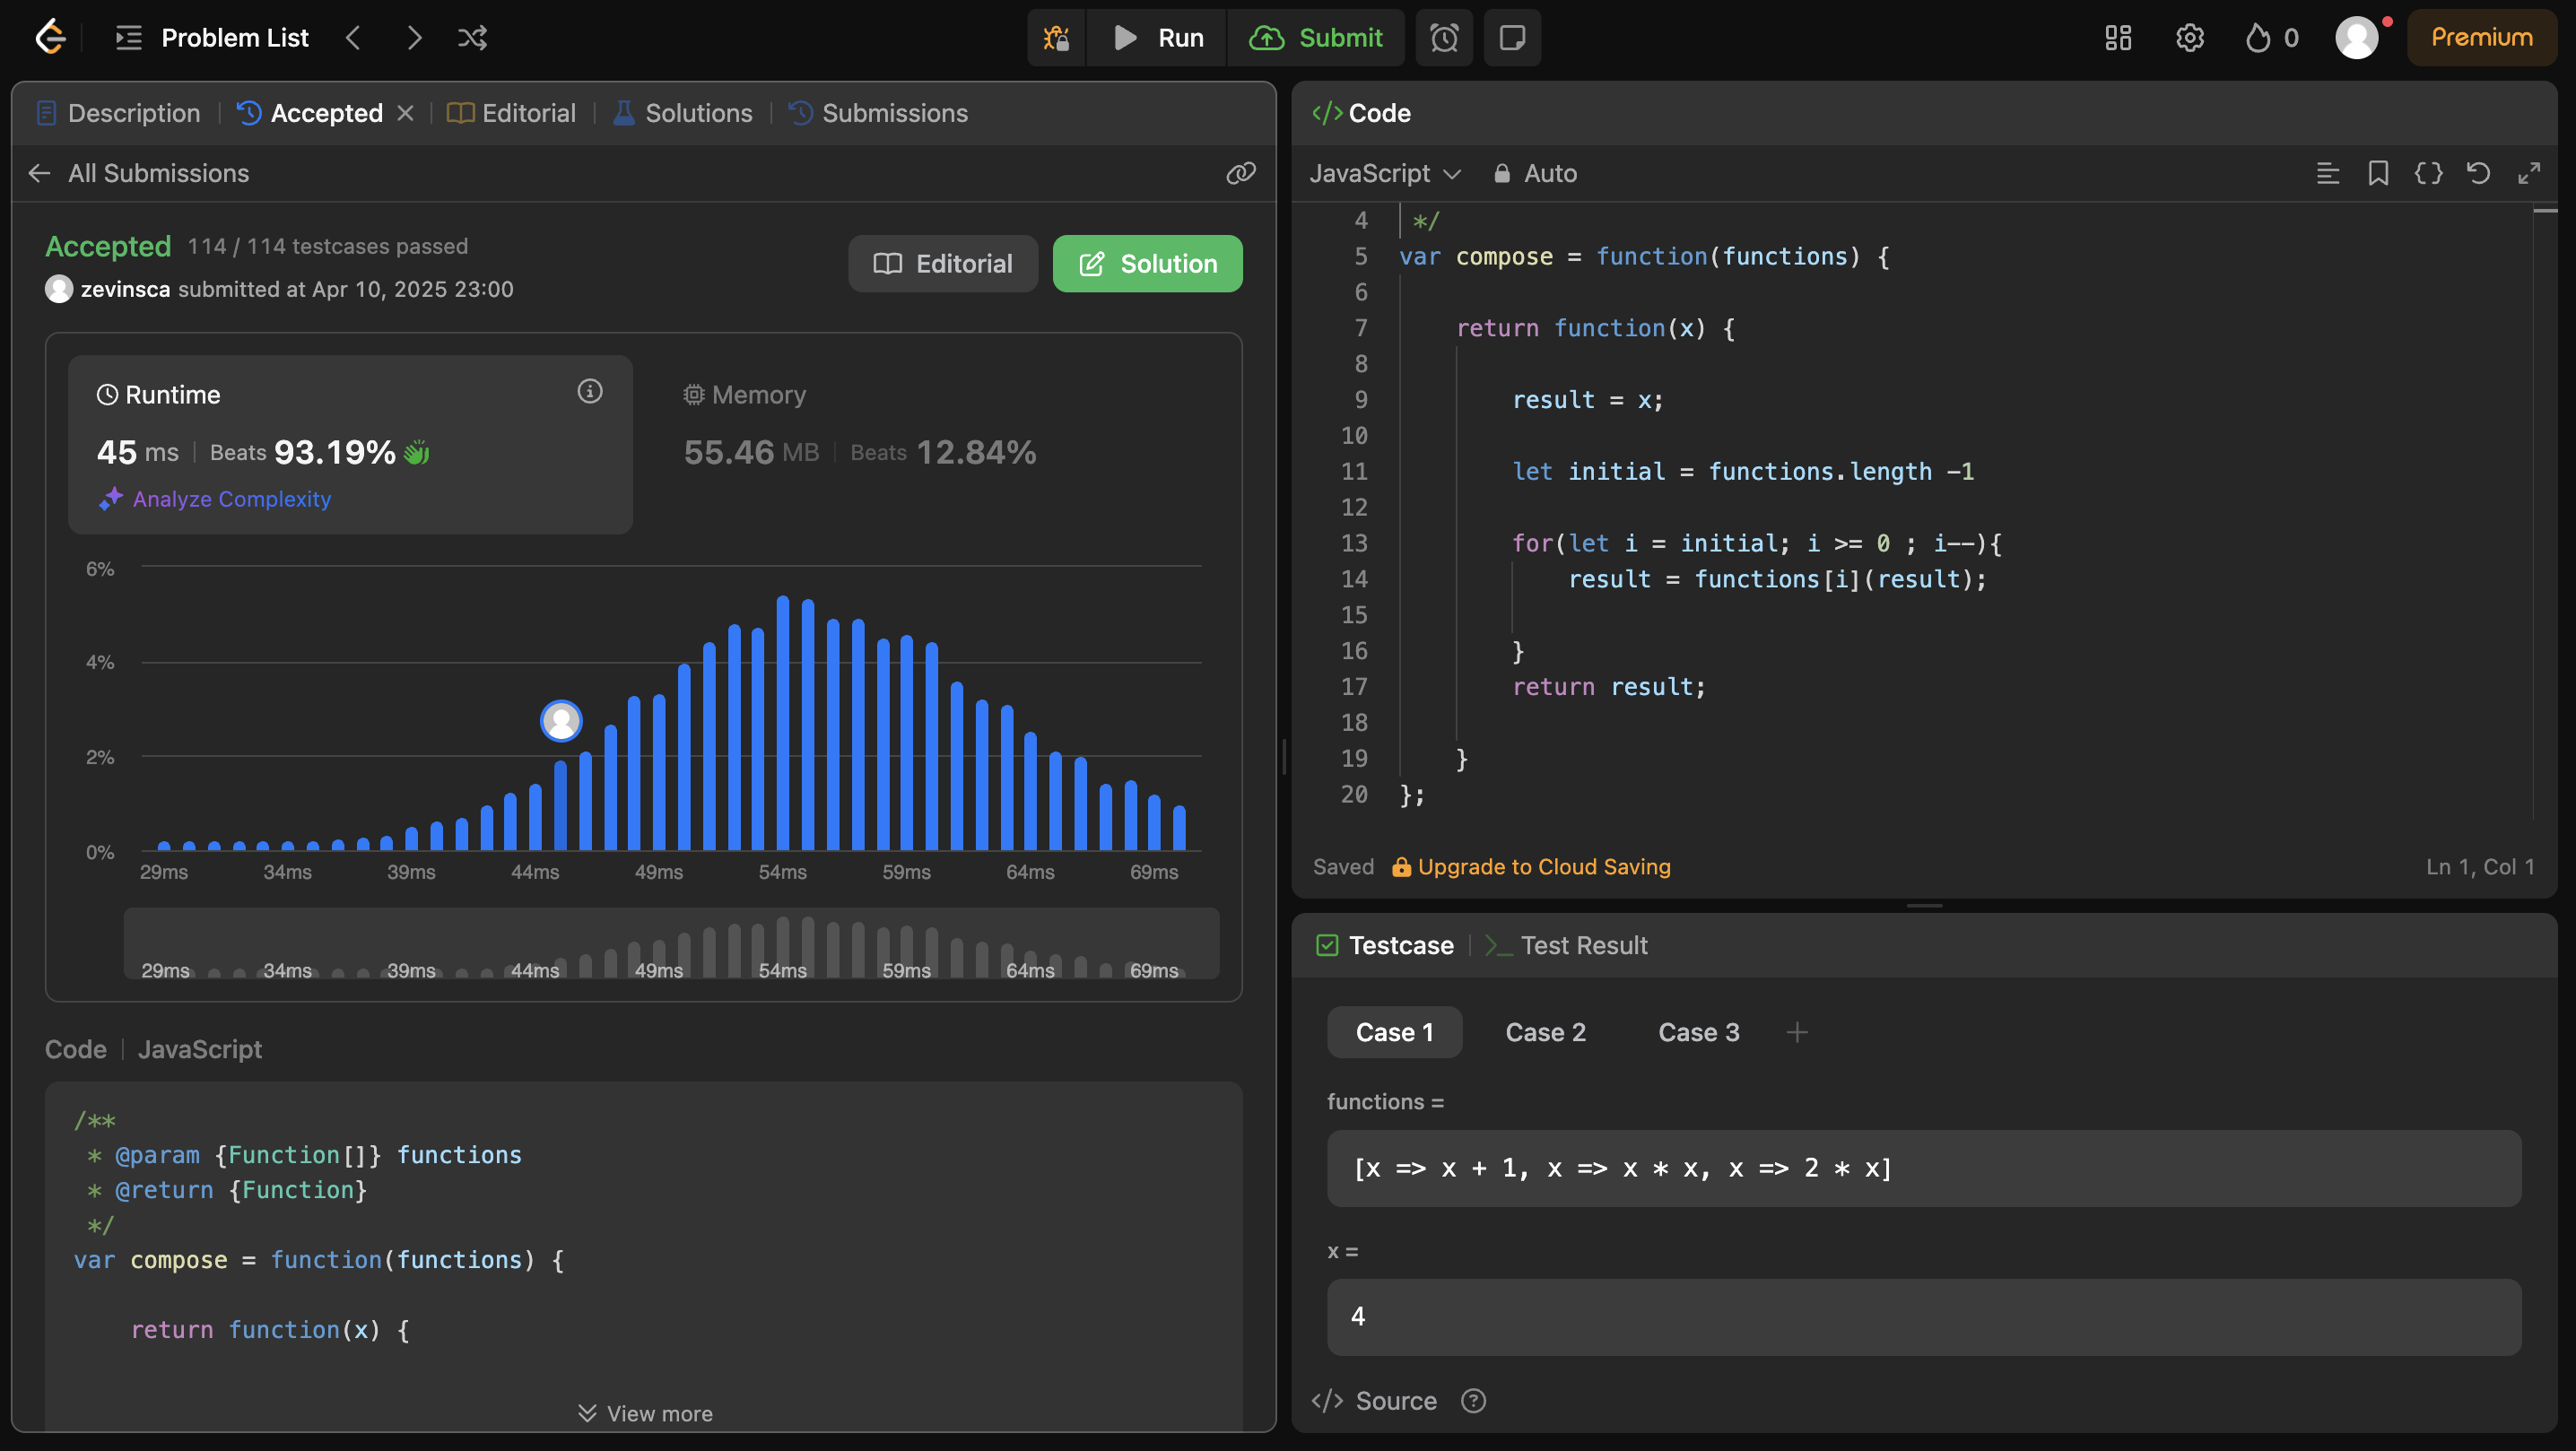 Problem List
Run
Submit
0
Premium
Description
Accepted
Editorial
Solutions
Submissions
All Submissions
Accepted 114 / 114 testcases passed
zevinsca submitted at Apr 10, 2025 23:00
Editorial
Solution
Runtime
45 ms Beats 93.19%
Analyze Complexity
Memory
55.46 MB Beats 12.84%
6%
4%
2%
0%
29ms 34ms 39ms 44ms 49ms 54ms 59ms 64ms 69ms
29ms 34ms 39ms 44ms 49ms 54ms 59ms 64ms 69ms
Code JavaScript
/**
 * @param {Function[]} functions
 * @return {Function}
 */
var compose = function(functions) {
    return function(x) {
View more
</> Code
JavaScript Auto
4 */
5 var compose = function(functions) {
6
7     return function(x) {
8
9         result = x;
10
11         let initial = functions.length -1
12
13         for(let i = initial; i >= 0 ; i--){
14             result = functions[i](result);
15
16         }
17         return result;
18
19     }
20 };
Saved Upgrade to Cloud Saving
Ln 1, Col 1
Testcase
>_ Test Result
Case 1 Case 2 Case 3 +
functions =
[x => x + 1, x => x * x, x => 2 * x]
x =
4
</> Source ?